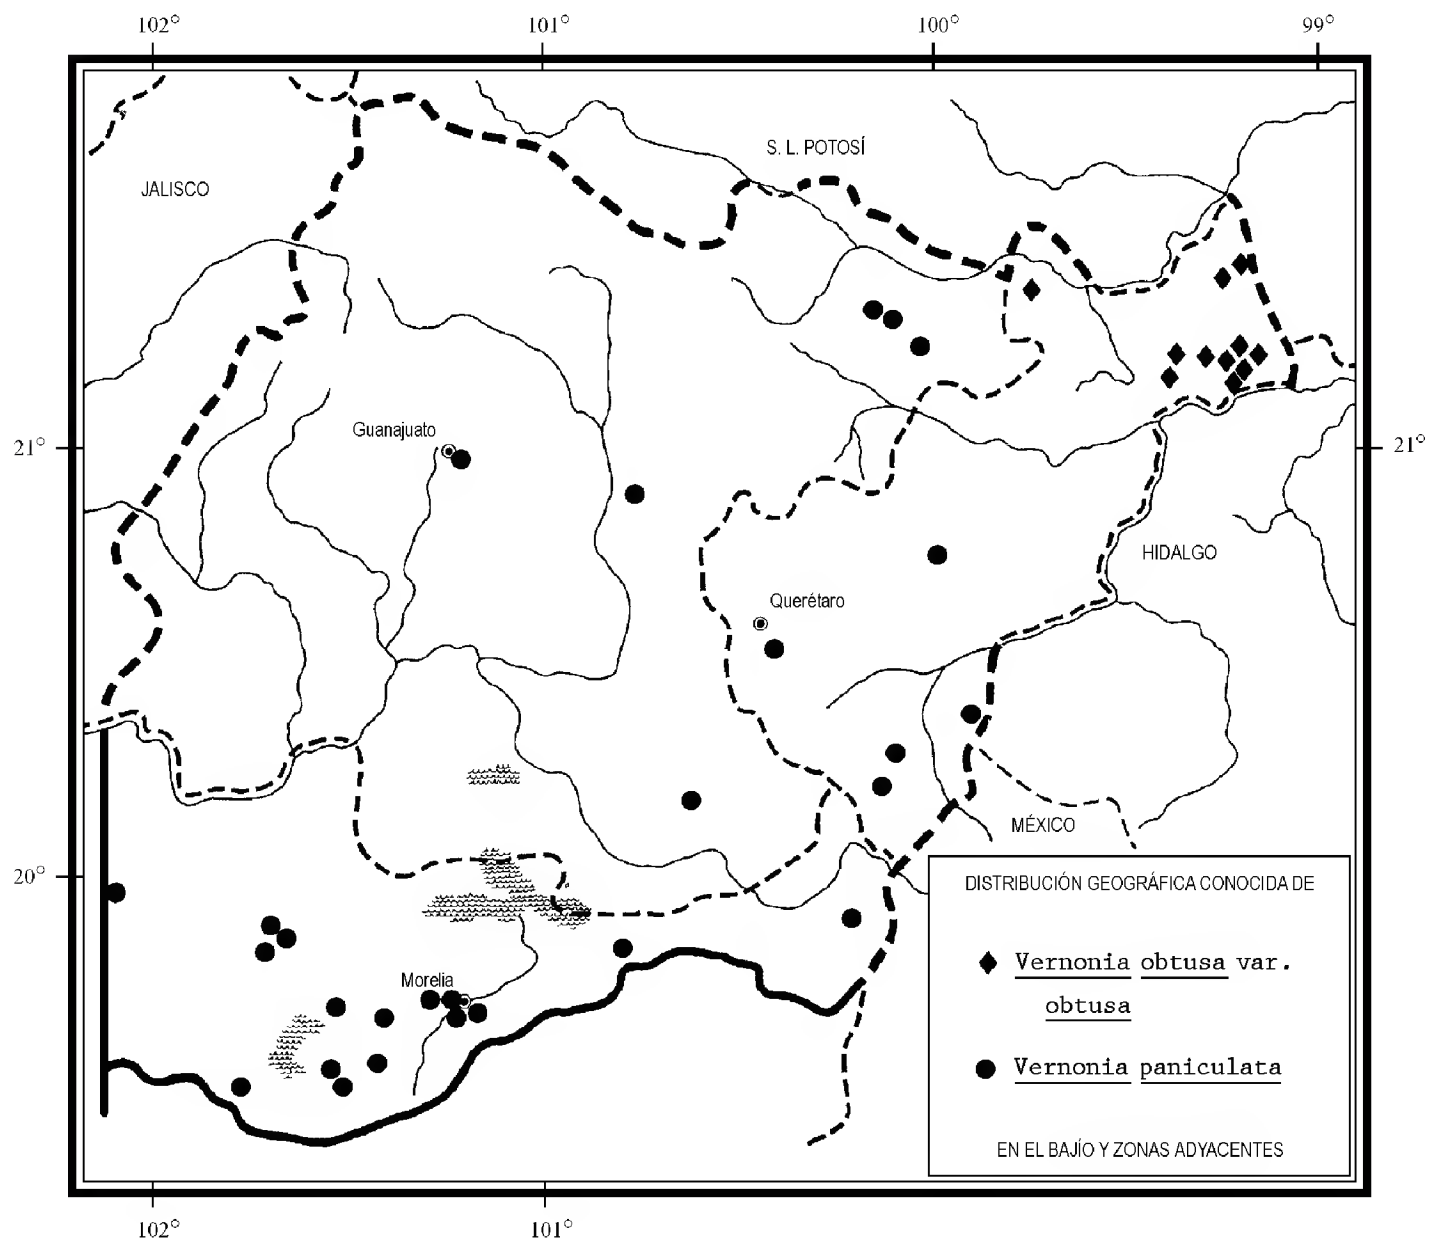 102° 101° 100° 99°
S. L. POTOSÍ
JALISCO
Guanajuato
21° 21°
HIDALGO
Querétaro
MÉXICO
20°
DISTRIBUCIÓN GEOGRÁFICA CONOCIDA DE
Vernonia obtusa var.
obtusa
Morelia
Vernonia paniculata
EN EL BAJÍO Y ZONAS ADYACENTES
102° 101°